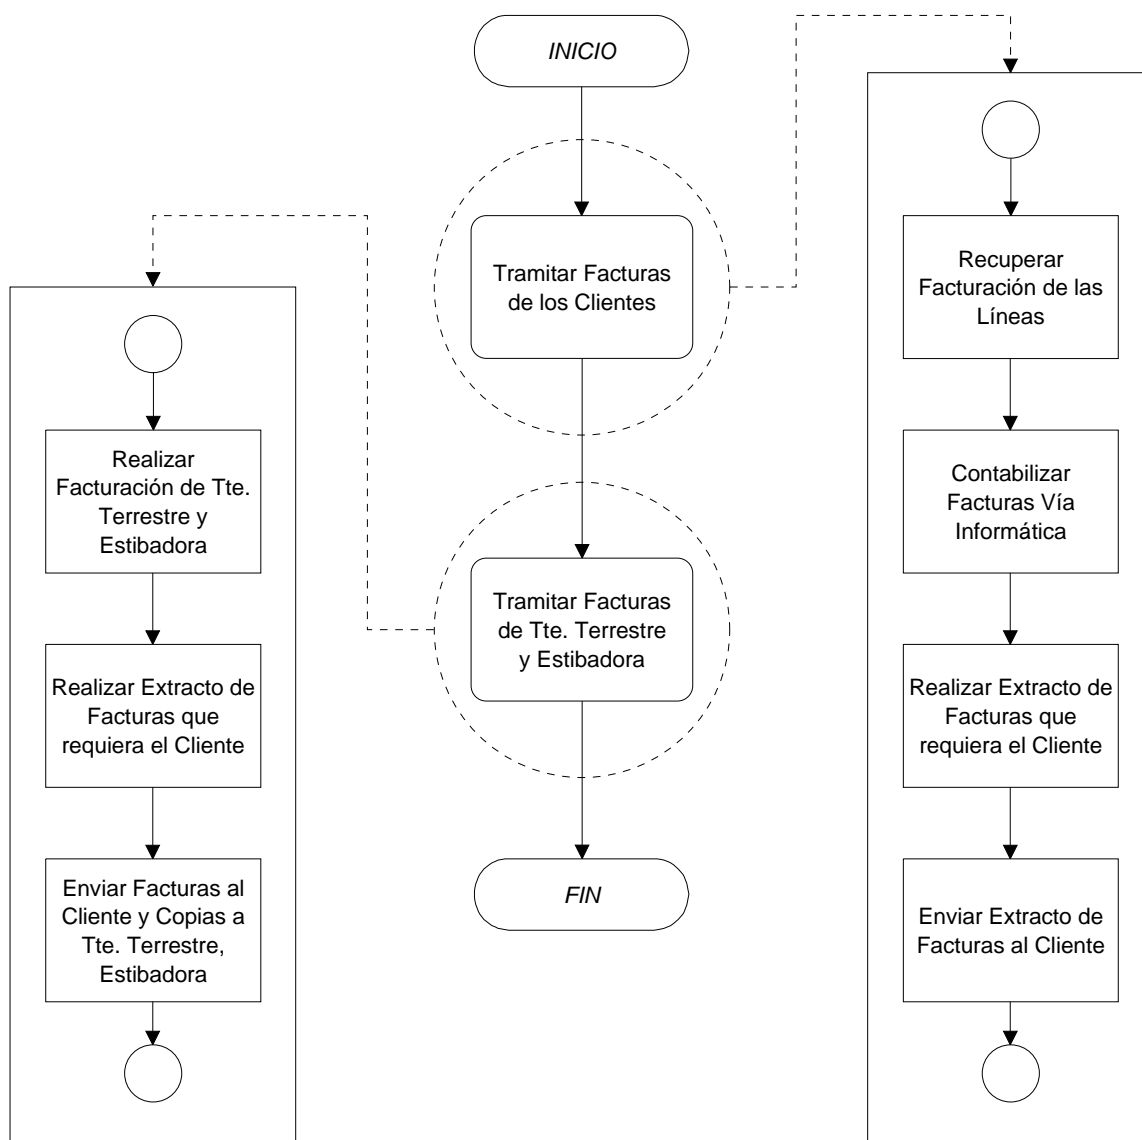 INICIO
Tramitar Facturas
de los Clientes
Tramitar Facturas
de Tte. Terrestre
y Estibadora
FIN
Realizar
Facturación de Tte.
Terrestre y
Estibadora
Realizar Extracto de
Facturas que
requiera el Cliente
Enviar Facturas al
Cliente y Copias a
Tte. Terrestre,
Estibadora
Recuperar
Facturación de las
Líneas
Contabilizar
Facturas Vía
Informática
Realizar Extracto de
Facturas que
requiera el Cliente
Enviar Extracto de
Facturas al Cliente